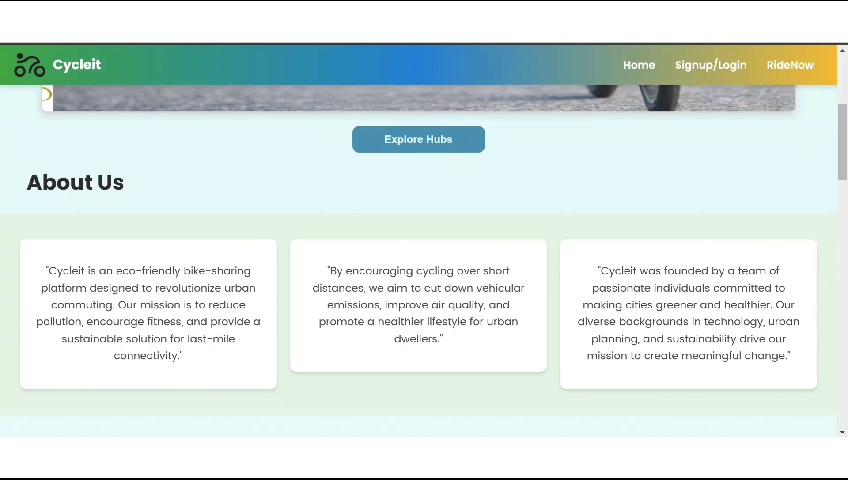 Cycleit
Home
Signup/Login
RideNow
Explore Hubs
About Us
"Cycleit is an eco-friendly bike-sharing
platform designed to revolutionize urban
commuting. Our mission is to reduce
pollution, encourage fitness, and provide a
sustainable solution for last-mile
connectivity."
"By encouraging cycling over short
distances, we aim to cut down vehicular
emissions, improve air quality, and
promote a healthier lifestyle for urban
dwellers."
"Cycleit was founded by a team of
passionate individuals committed to
making cities greener and healthier. Our
diverse backgrounds in technology, urban
planning, and sustainability drive our
mission to create meaningful change."